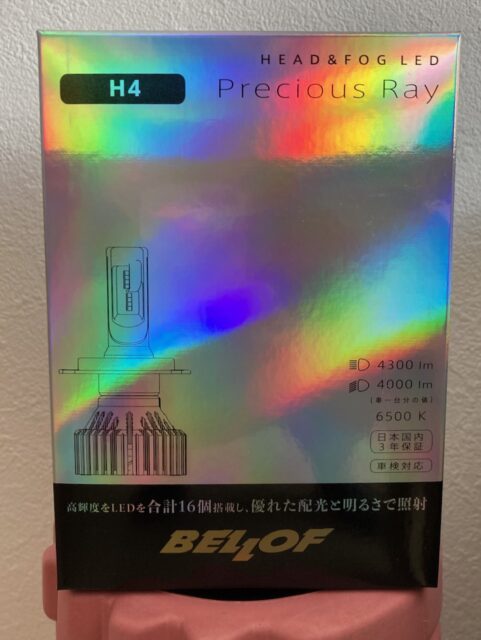 HEAD&FOG LED
H4
Precious Ray
4300 lm
4000 lm
(車一台分の値)
6500 K
日本国内
3年保証
車検対応
高輝度をLEDを合計16個搭載し、優れた配光と明るさで照射
BELLOF